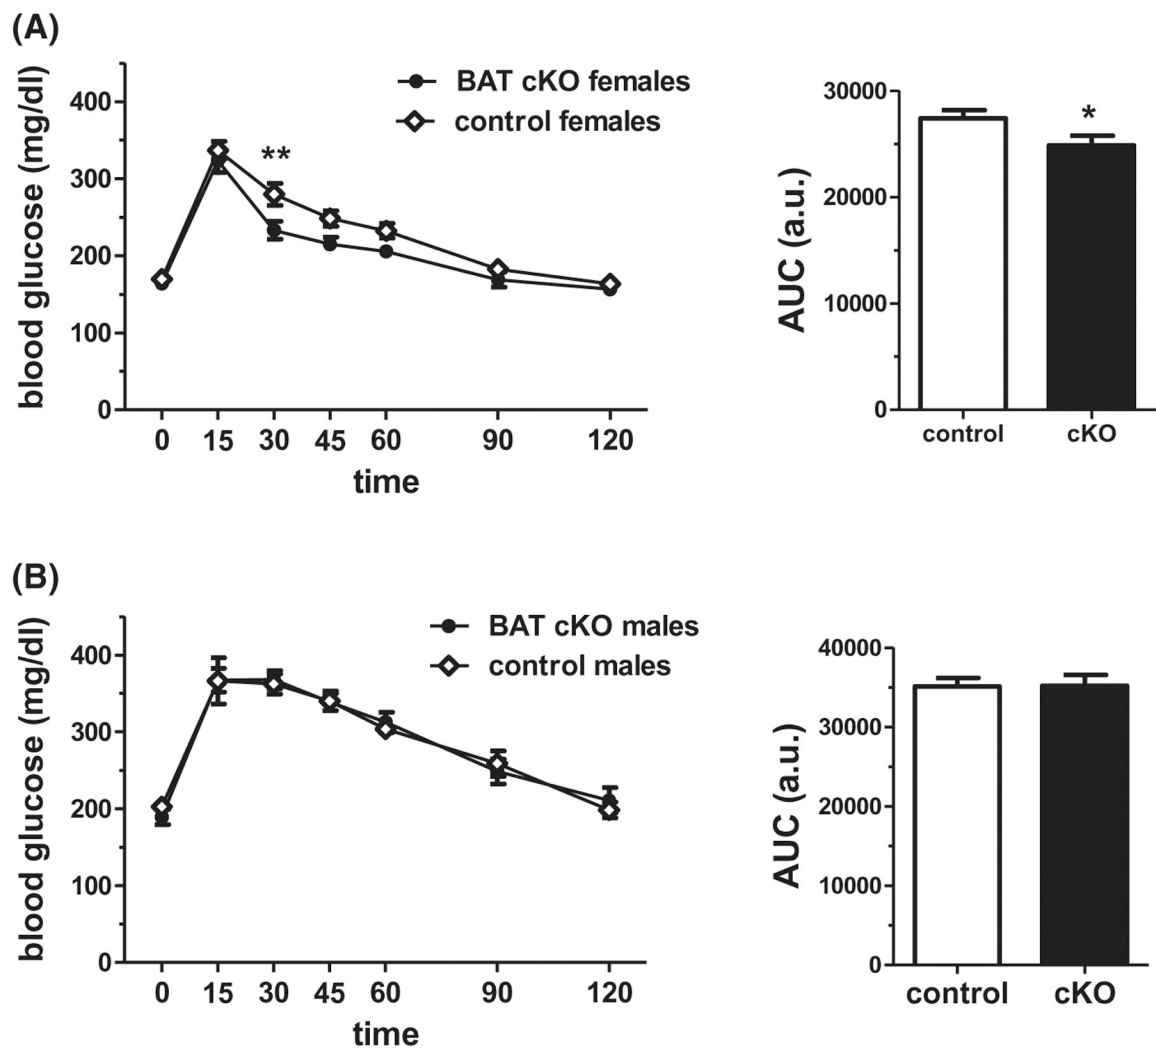 (A)
blood glucose (mg/dl)
400
300
200
100
0
BAT cKO females
control females
**
0 15 30 45 60 90 120
time
AUC (a.u.)
30000
20000
10000
0
*
control cKO
(B)
blood glucose (mg/dl)
400
300
200
100
0
BAT cKO males
control males
0 15 30 45 60 90 120
time
AUC (a.u.)
40000
30000
20000
10000
0
control cKO